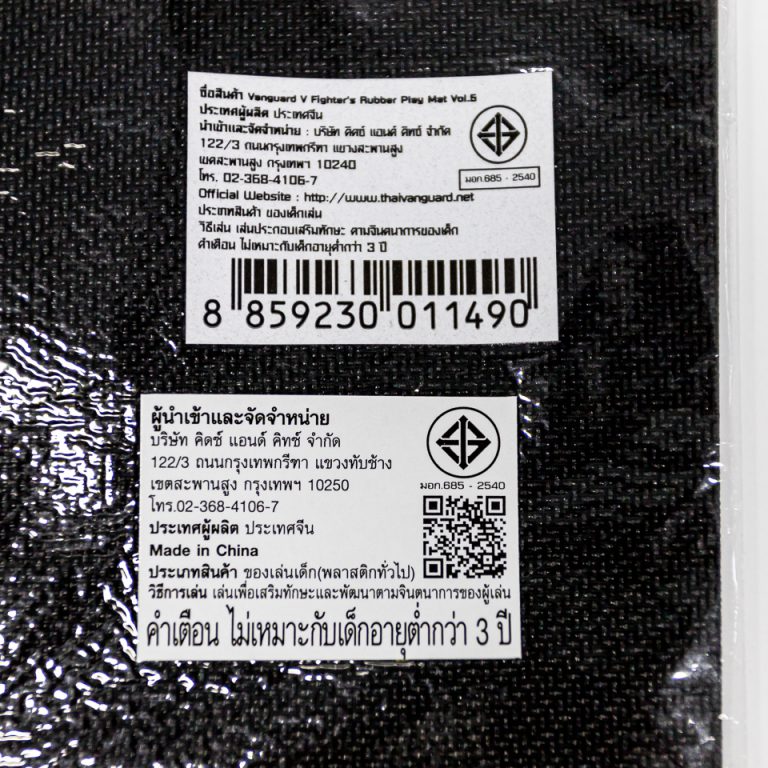 ชื่อสินค้า Vanguard V Fighter's Rubber Play Mat Vol.6
ประเทศผู้ผลิต ประเทศจีน
นำเข้าและจัดจำหน่าย : บริษัท คิดซ์ แอนด์ คิทซ์ จำกัด
122/3 ถนนกรุงเทพกรีฑา แขวงสะพานสูง
เขตสะพานสูง กรุงเทพฯ 10240
โทร. 02-368-4106-7
Official Website : http://www.thaivanguard.net
ประเภทสินค้า ของเด็กเล่น
วิธีเล่น เล่นประกอบเสริมทักษะ ตามจินตนาการของเด็ก
คำเตือน ไม่เหมาะกับเด็กอายุต่ำกว่า 3 ปี
มอก.685 - 2540
8 859230 011490
ผู้นำเข้าและจัดจำหน่าย
บริษัท คิดซ์ แอนด์ คิทซ์ จำกัด
122/3 ถนนกรุงเทพกรีฑา แขวงทับช้าง
เขตสะพานสูง กรุงเทพฯ 10250
โทร.02-368-4106-7
ประเทศผู้ผลิต ประเทศจีน
Made in China
ประเภทสินค้า ของเล่นเด็ก(พลาสติกทั่วไป)
วิธีการเล่น เล่นเพื่อเสริมทักษะและพัฒนาตามจินตนาการของผู้เล่น
คำเตือน ไม่เหมาะกับเด็กอายุต่ำกว่า 3 ปี
มอก.685 - 2540